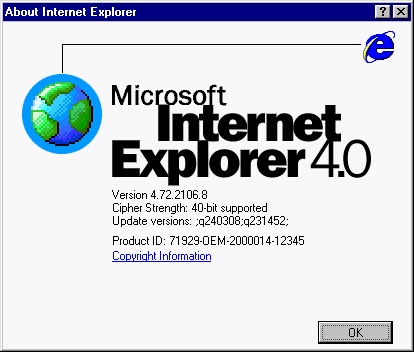 About Internet Explorer
Microsoft
Internet
Explorer 4.0
Version 4.72.2106.8
Cipher Strength: 40-bit supported
Update versions: ;q240308;q231452;
Product ID: 71929-OEM-2000014-12345
Copyright Information
OK